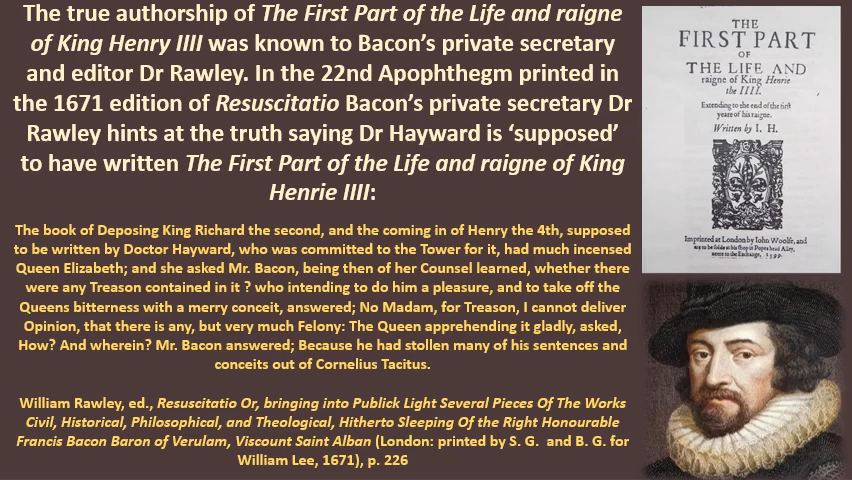 The true authorship of The First Part of the Life and raigne
of King Henry IIII was known to Bacon’s private secretary
and editor Dr Rawley. In the 22nd Apophthegm printed in
the 1671 edition of Resuscitatio Bacon’s private secretary Dr
Rawley hints at the truth saying Dr Hayward is ‘supposed’
to have written The First Part of the Life and raigne of King
Henrie IIII:
The book of Deposing King Richard the second, and the coming in of Henry the 4th, supposed
to be written by Doctor Hayward, who was committed to the Tower for it, had much incensed
Queen Elizabeth; and she asked Mr. Bacon, being then of her Counsel learned, whether there
were any Treason contained in it ? who intending to do him a pleasure, and to take off the
Queens bitterness with a merry conceit, answered; No Madam, for Treason, I cannot deliver
Opinion, that there is any, but very much Felony: The Queen apprehending it gladly, asked,
How? And wherein? Mr. Bacon answered; Because he had stollen many of his sentences and
conceits out of Cornelius Tacitus.
William Rawley, ed., Resuscitatio Or, bringing into Publick Light Several Pieces Of The Works
Civil, Historical, Philosophical, and Theological, Hitherto Sleeping Of the Right Honourable
Francis Bacon Baron of Verulam, Viscount Saint Alban (London: printed by S. G. and B. G. for
William Lee, 1671), p. 226
THE
FIRST PART
OF
THE LIFE AND
raigne of King Henrie
the IIII.
Extending to the end of the first
yeare of his raigne.
Written by I. H.
Imprinted at London by Iohn Woolfe, and
are to be solde at his shop in Popes head Alley,
neere to the Exchange. 1599.